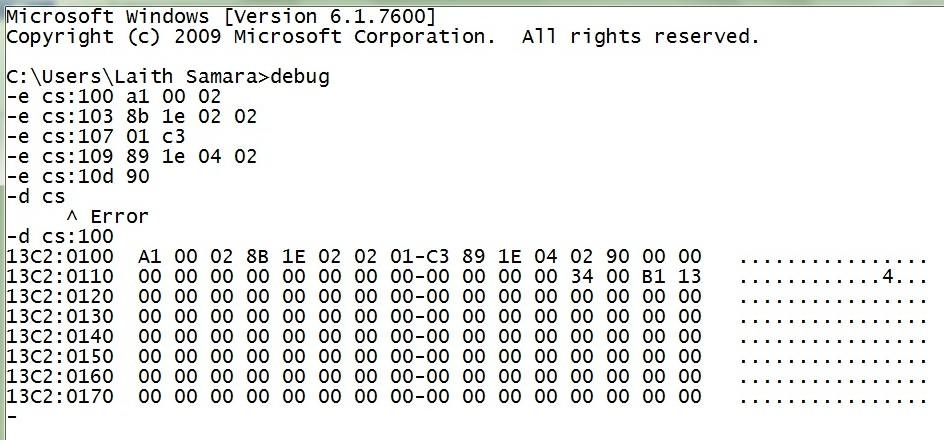 Microsoft Windows [Version 6.1.7600]
Copyright (c) 2009 Microsoft Corporation.  All rights reserved.
C:\Users\Laith Samara>debug
-e cs:100 a1 00 02
-e cs:103 8b 1e 02 02
-e cs:107 01 c3
-e cs:109 89 1e 04 02
-e cs:10d 90
-d cs
     ^ Error
-d cs:100
13C2:0100  A1 00 02 8B 1E 02 02 01-C3 89 1E 04 02 90 00 00   ................
13C2:0110  00 00 00 00 00 00 00 00-00 00 00 00 34 00 B1 13   ............4...
13C2:0120  00 00 00 00 00 00 00 00-00 00 00 00 00 00 00 00   ................
13C2:0130  00 00 00 00 00 00 00 00-00 00 00 00 00 00 00 00   ................
13C2:0140  00 00 00 00 00 00 00 00-00 00 00 00 00 00 00 00   ................
13C2:0150  00 00 00 00 00 00 00 00-00 00 00 00 00 00 00 00   ................
13C2:0160  00 00 00 00 00 00 00 00-00 00 00 00 00 00 00 00   ................
13C2:0170  00 00 00 00 00 00 00 00-00 00 00 00 00 00 00 00   ................
-